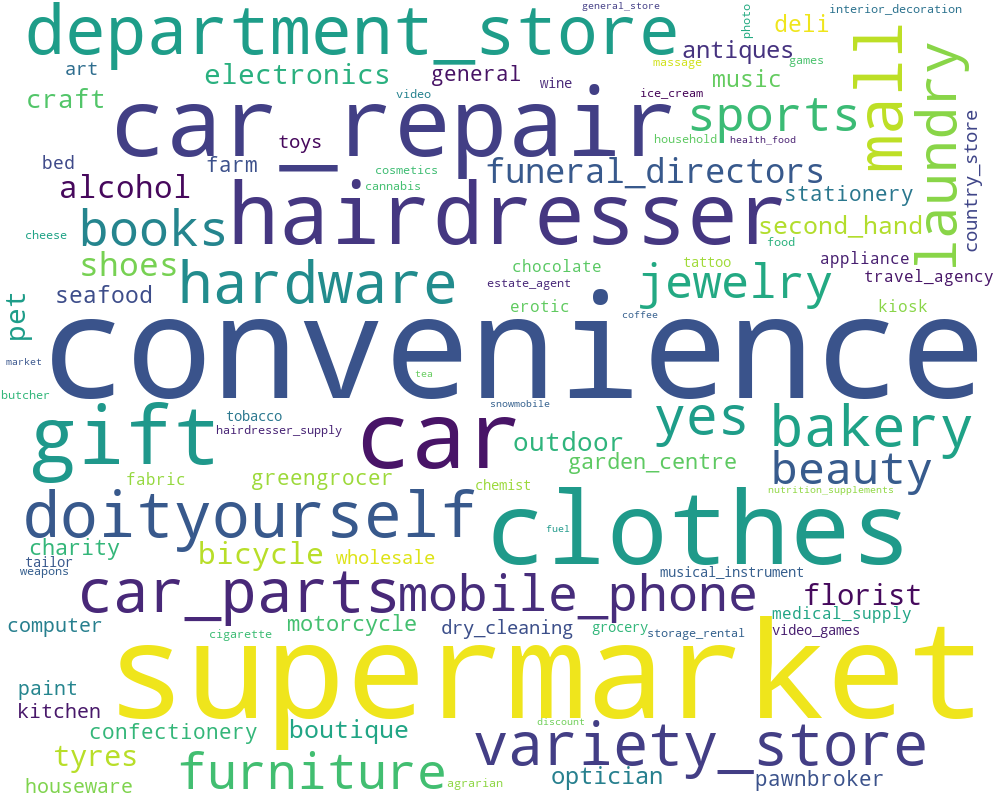 general_store
interior_decoration
department_store
photo
deli
mall
antiques
laundry
art
electronics
general
massage
games
craft
video
wine
music
ice_cream
car_repair
sports
toys
household
health_food
country_store
bed
farm
cosmetics
funeral_directors
alcohol
cannabis
stationery
books
hairdresser
second_hand
cheese
food
shoes
hardware
chocolate
tattoo
appliance
jewelry
travel_agency
seafood
estate_agent
erotic
kiosk
pet
coffee
convenience
market
tea
butcher
snowmobile
gift
tobacco
car
yes
bakery
hairdresser_supply
outdoor
beauty
garden_centre
fabric
greengrocer
chemist
nutrition_supplements
doityourself
clothes
fuel
charity
bicycle
wholesale
tailor
weapons
car_parts
mobile_phone
musical_instrument
florist
computer
motorcycle
medical_supply
cigarette
dry_cleaning
grocery
storage_rental
video_games
supermarket
paint
kitchen
confectionery
boutique
discount
variety_store
tyres
furniture
optician
pawnbroker
houseware
agrarian